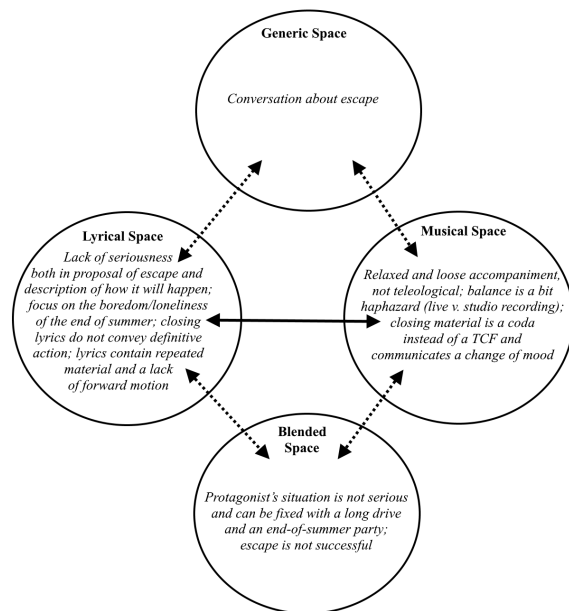 Generic Space
Conversation about escape
Lyrical Space
Lack of seriousness
both in proposal of escape and
description of how it will happen;
focus on the boredom/loneliness
of the end of summer; closing
lyrics do not convey definitive
action; lyrics contain repeated
material and a lack
of forward motion
Musical Space
Relaxed and loose accompaniment,
not teleological; balance is a bit
haphazard (live v. studio recording);
closing material is a coda
instead of a TCF and
communicates a change of mood
Blended
Space
Protagonist's situation is not serious
and can be fixed with a long drive
and an end-of-summer party;
escape is not successful